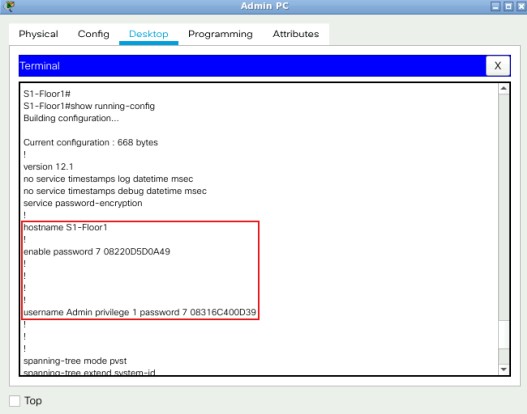 Admin PC
Physical Config Desktop Programming Attributes
Terminal X
S1-Floor1#
S1-Floor1#show running-config
Building configuration...
Current configuration : 668 bytes
!
version 12.1
no service timestamps log datetime msec
no service timestamps debug datetime msec
service password-encryption
!
hostname S1-Floor1
!
enable password 7 08220D5D0A49
!
!
!
!
username Admin privilege 1 password 7 08316C400D39
!
!
!
spanning-tree mode pvst
spanning-tree extend system-id
Top